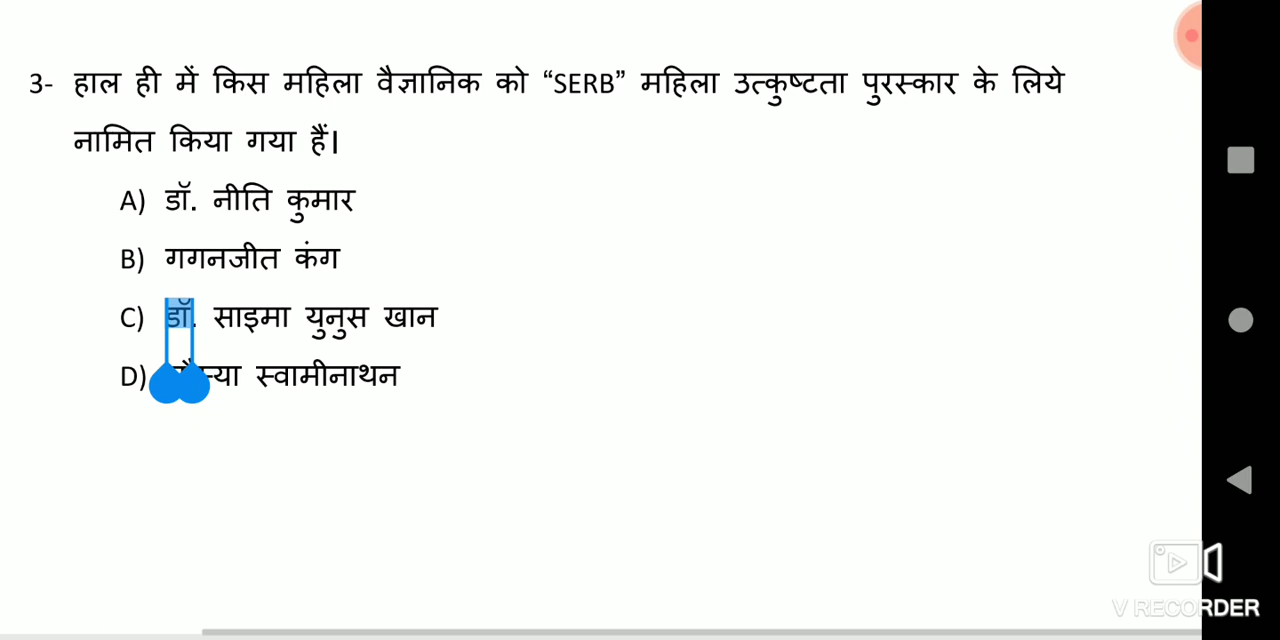 3- हाल ही में किस महिला वैज्ञानिक को “SERB” महिला उत्कुष्टता पुरस्कार के लिये
नामित किया गया हैं।
A) डॉ. नीति कुमार
B) गगनजीत कंग
C) डॉ. साइमा युनुस खान
D) स्वामीनाथन
V RECORDER